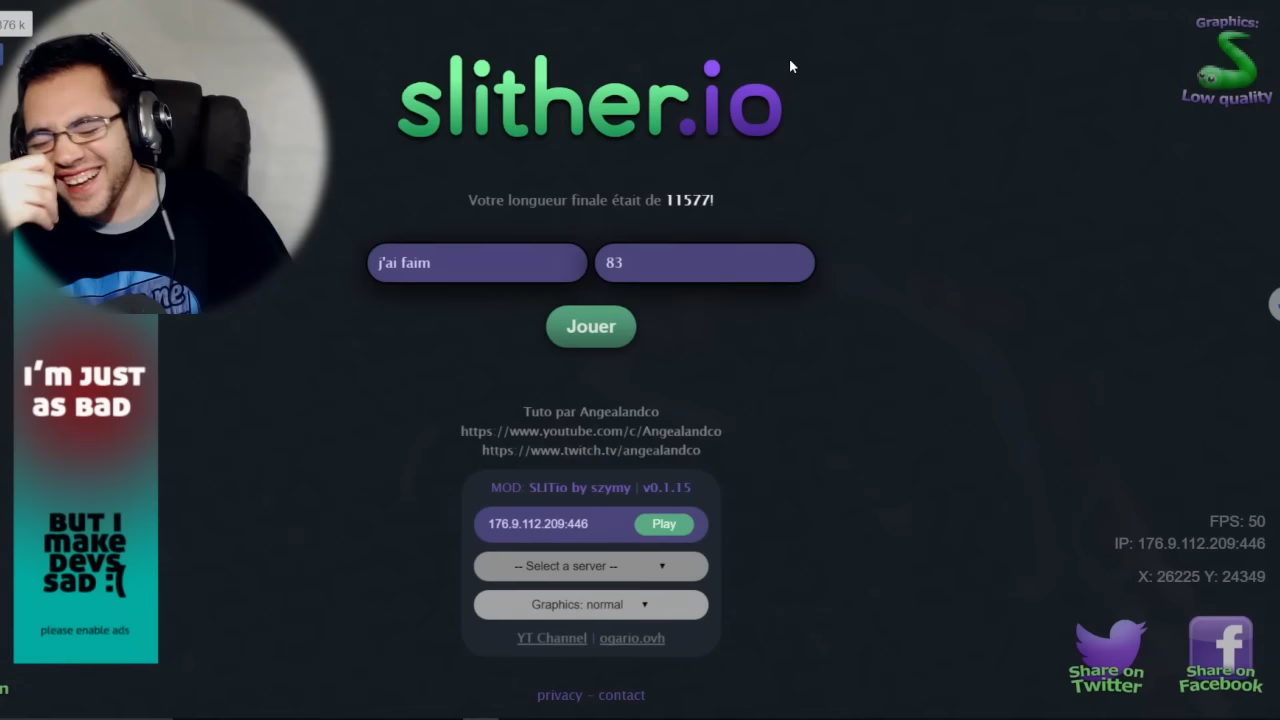 876 k
Graphics:
Low quality
slither.io
Votre longueur finale était de 11577!
j'ai faim
83
Jouer
I'M JUST
as BaD
BUT I
make
Devs
saD :(
please enable ads
Tuto par Angealandco
https://www.youtube.com/c/Angealandco
https://www.twitch.tv/angealandco
MOD: SLITio by szymy | v0.1.15
176.9.112.209:446 Play
-- Select a server --
Graphics: normal
YT Channel | ogario.ovh
privacy - contact
FPS: 50
IP: 176.9.112.209:446
X: 26225 Y: 24349
Share on
Twitter
Share on
Facebook